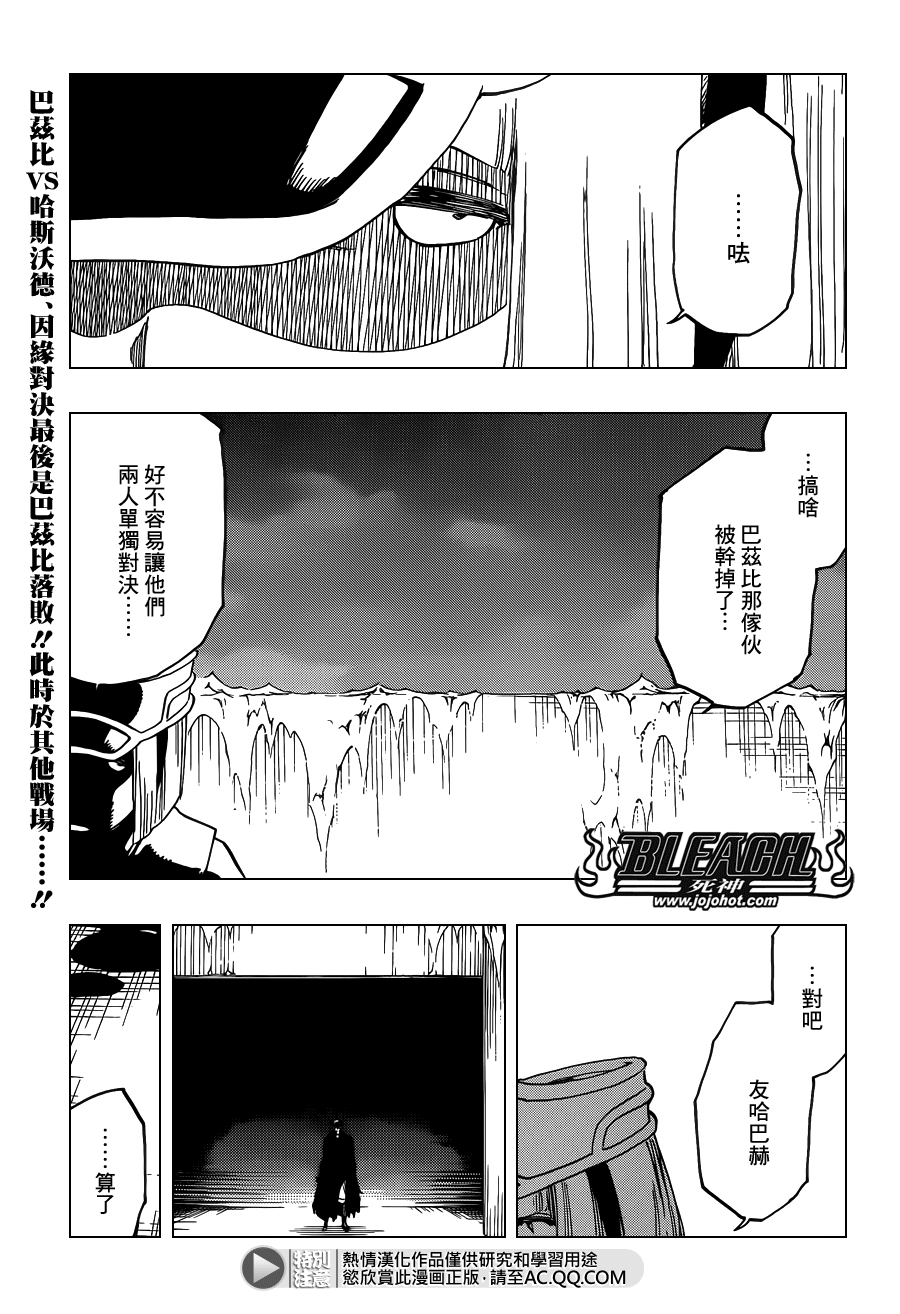 巴茲比VS哈斯沃德、因緣對決最後是巴茲比落敗!!此時於其他戰場……!!
……呿
…搞啥
巴茲比那傢伙
被幹掉了…
好不容易讓他們
兩人單獨對決……
BLEACH
死神
www.jojohot.com
…對吧
友哈巴赫
……算了
特別
注意
熱情漢化作品僅供研究和學習用途
慾欣賞此漫画正版，請至AC.QQ.COM